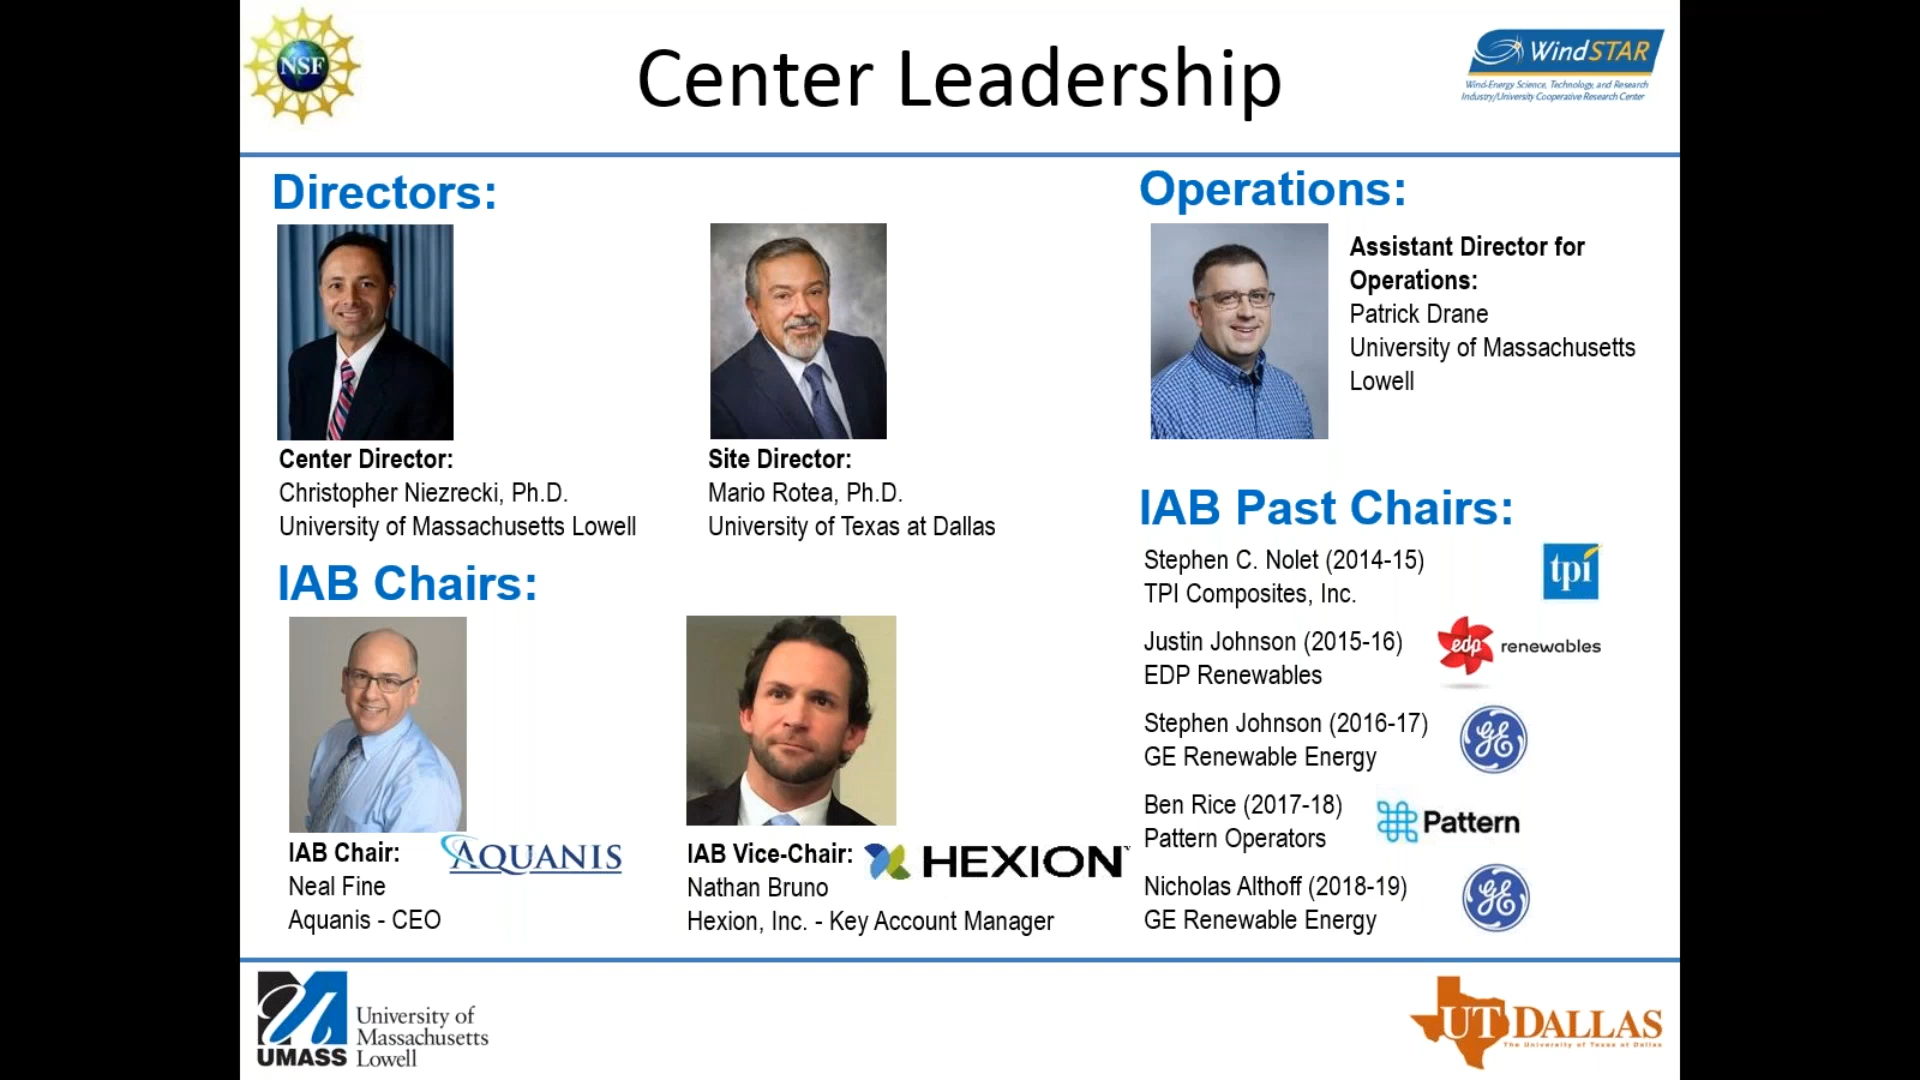 NSF
Center Leadership
WindSTAR
Wind-Energy Science, Technology, and Research
Industry/University Cooperative Research Center
Directors:
Center Director:
Christopher Niezrecki, Ph.D.
University of Massachusetts Lowell
Site Director:
Mario Rotea, Ph.D.
University of Texas at Dallas
Operations:
Assistant Director for
Operations:
Patrick Drane
University of Massachusetts
Lowell
IAB Chairs:
IAB Chair:
Neal Fine
Aquanis - CEO
AQUANIS
IAB Vice-Chair:
Nathan Bruno
Hexion, Inc. - Key Account Manager
HEXION
IAB Past Chairs:
Stephen C. Nolet (2014-15)
TPI Composites, Inc.
tpi
Justin Johnson (2015-16)
EDP Renewables
edp renewables
Stephen Johnson (2016-17)
GE Renewable Energy
GE
Ben Rice (2017-18)
Pattern Operators
Pattern
Nicholas Althoff (2018-19)
GE Renewable Energy
GE
UMASS
University of
Massachusetts
Lowell
UT DALLAS
The University of Texas at Dallas